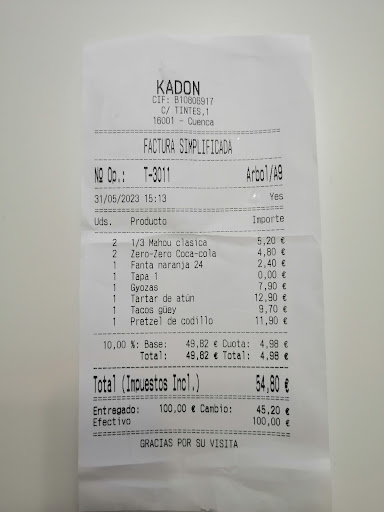 KADON
CIF: B10806917
C/ TINTES,1
16001 - Cuenca
FACTURA SIMPLIFICADA
Nº Op.: T-3011 Arbol/A9
31/05/2023 15:13 Yes
Uds. Producto Importe
2 1/3 Mahou clasica 5,20 €
2 Zero-Zero Coca-cola 4,80 €
1 Fanta naranja 24 2,40 €
1 Tapa 1 0,00 €
1 Gyozas 7,90 €
1 Tartar de atún 12,90 €
1 Tacos güey 9,70 €
1 Pretzel de codillo 11,90 €
10,00 %: Base: 49,82 € Cuota: 4,98 €
Total: 49,82 € Total: 4,98 €
Total (Impuestos Incl.) 54,80 €
Entregado: 100,00 € Cambio: 45,20 €
Efectivo 100,00 €
GRACIAS POR SU VISITA